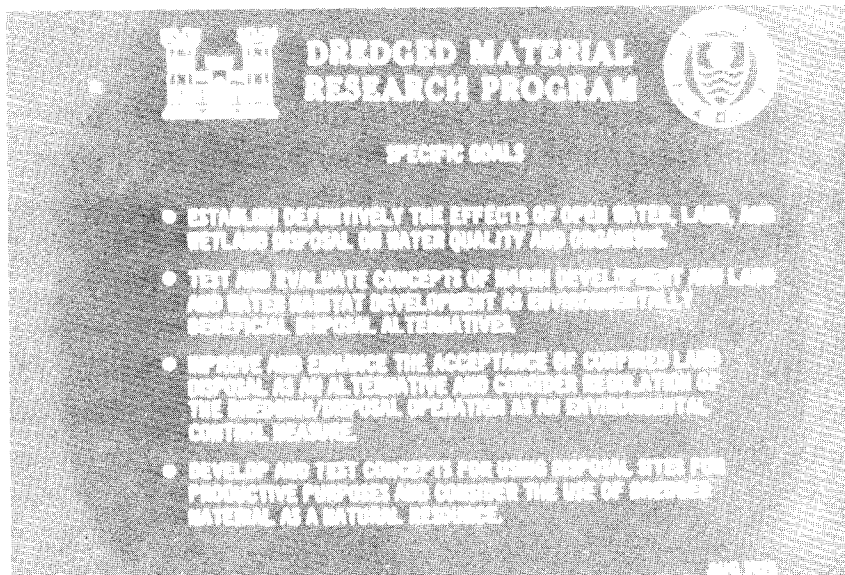 DREDGED MATERIAL
RESEARCH PROGRAM
SPECIFIC GOALS
● ESTABLISH DEFINITIVELY THE EFFECTS OF OPEN WATER, LAND, AND
WETLAND DISPOSAL ON WATER QUALITY AND ORGANISMS.
● TEST AND EVALUATE CONCEPTS OF MARSH DEVELOPMENT AND LAND
AND WATER HABITAT DEVELOPMENT AS ENVIRONMENTALLY
BENEFICIAL DISPOSAL ALTERNATIVES.
● IMPROVE AND ENHANCE THE ACCEPTANCE OF CONFINED LAND
DISPOSAL AS AN ALTERNATIVE AND CONSIDER REGULATION OF
THE DREDGING/DISPOSAL OPERATION AS AN ENVIRONMENTAL
CONTROL MEASURE.
● DEVELOP AND TEST CONCEPTS FOR USING DISPOSAL SITES FOR
PRODUCTIVE PURPOSES AND CONSIDER THE USE OF DREDGED
MATERIAL AS A NATURAL RESOURCE.